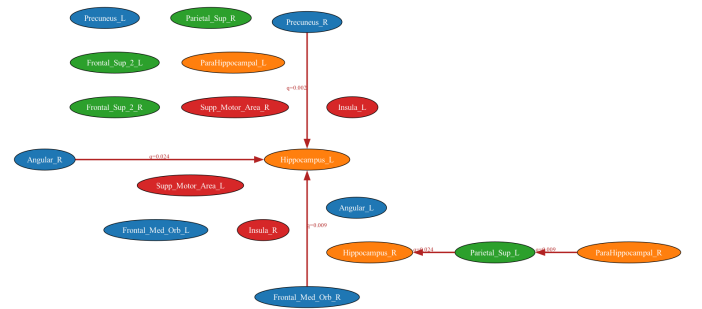 Precuneus_L
Parietal_Sup_R
Precuneus_R
Frontal_Sup_2_L
ParaHippocampal_L
q=0.002
Frontal_Sup_2_R
Supp_Motor_Area_R
Insula_L
Angular_R
q=0.024
Hippocampus_L
Supp_Motor_Area_L
Angular_L
Frontal_Med_Orb_L
Insula_R
q=0.009
Hippocampus_R
q=0.024
Parietal_Sup_L
q=0.009
ParaHippocampal_R
Frontal_Med_Orb_R